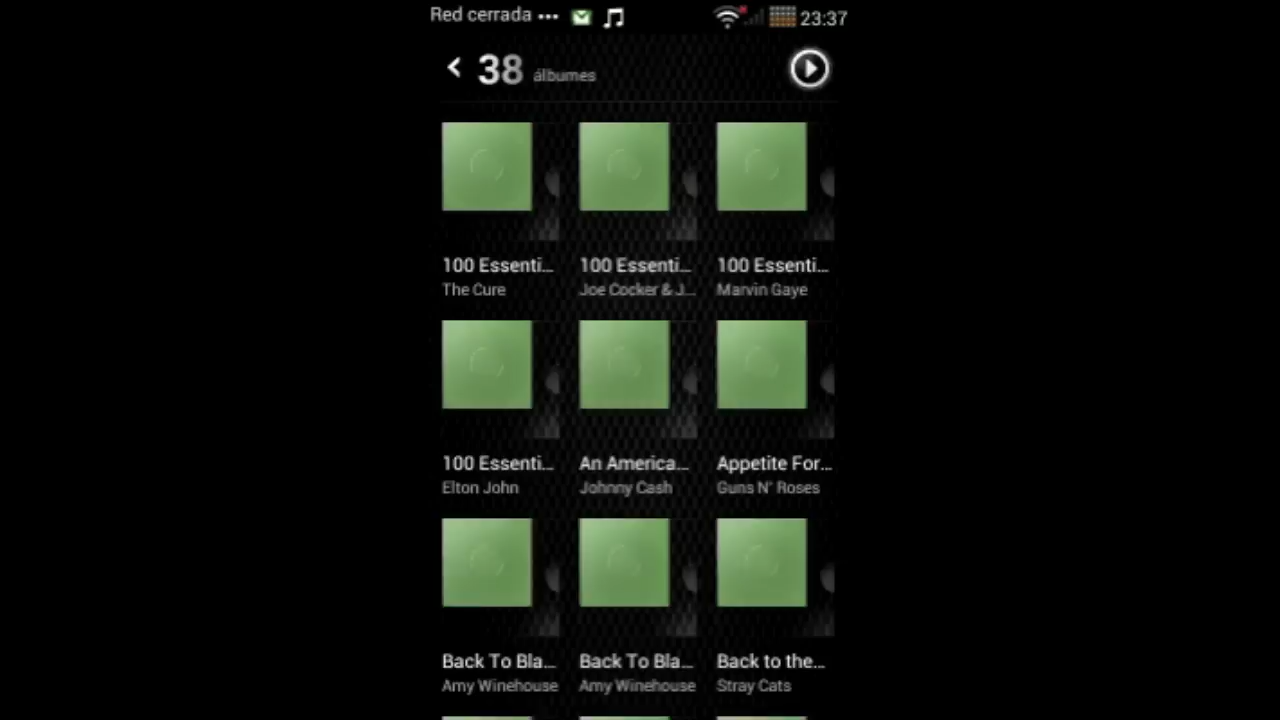 Red cerrada ••• 23:37
38 álbumes
100 Essenti... 100 Essenti... 100 Essenti...
The Cure Joe Cocker & J... Marvin Gaye
100 Essenti... An America... Appetite For...
Elton John Johnny Cash Guns N' Roses
Back To Bla... Back To Bla... Back to the...
Amy Winehouse Amy Winehouse Stray Cats